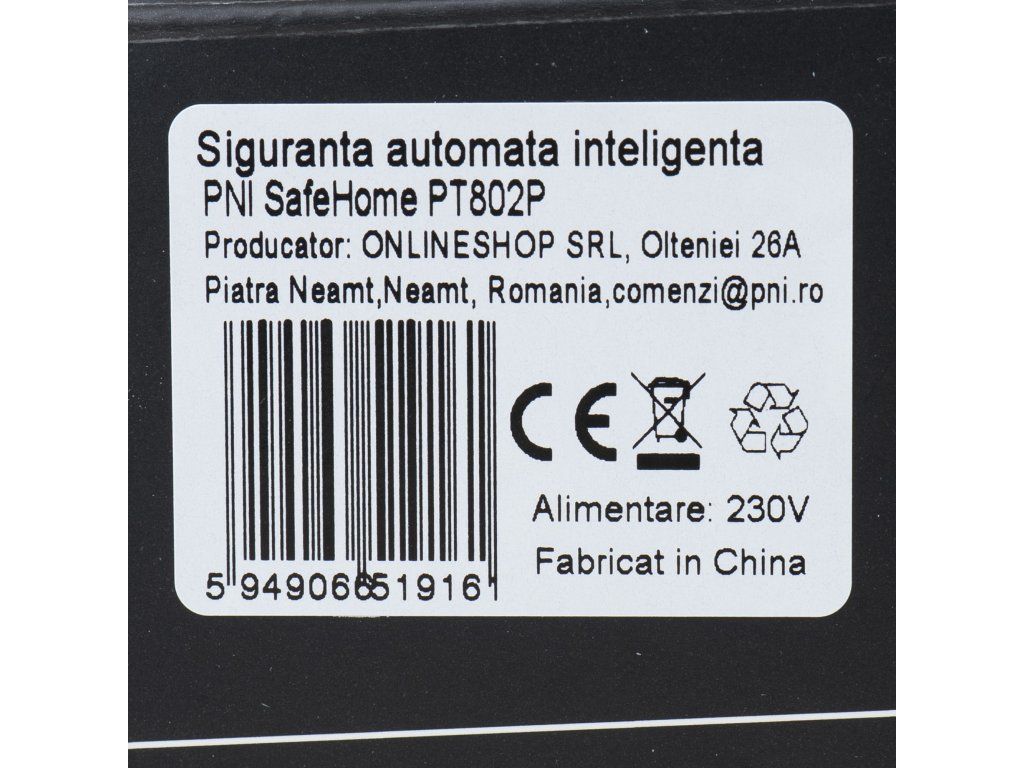 Siguranta automata inteligenta
PNI SafeHome PT802P
Producator: ONLINESHOP SRL, Olteniei 26A
Piatra Neamt,Neamt, Romania,comenzi@pni.ro
CE
Alimentare: 230V
Fabricat in China
5 949066 519161